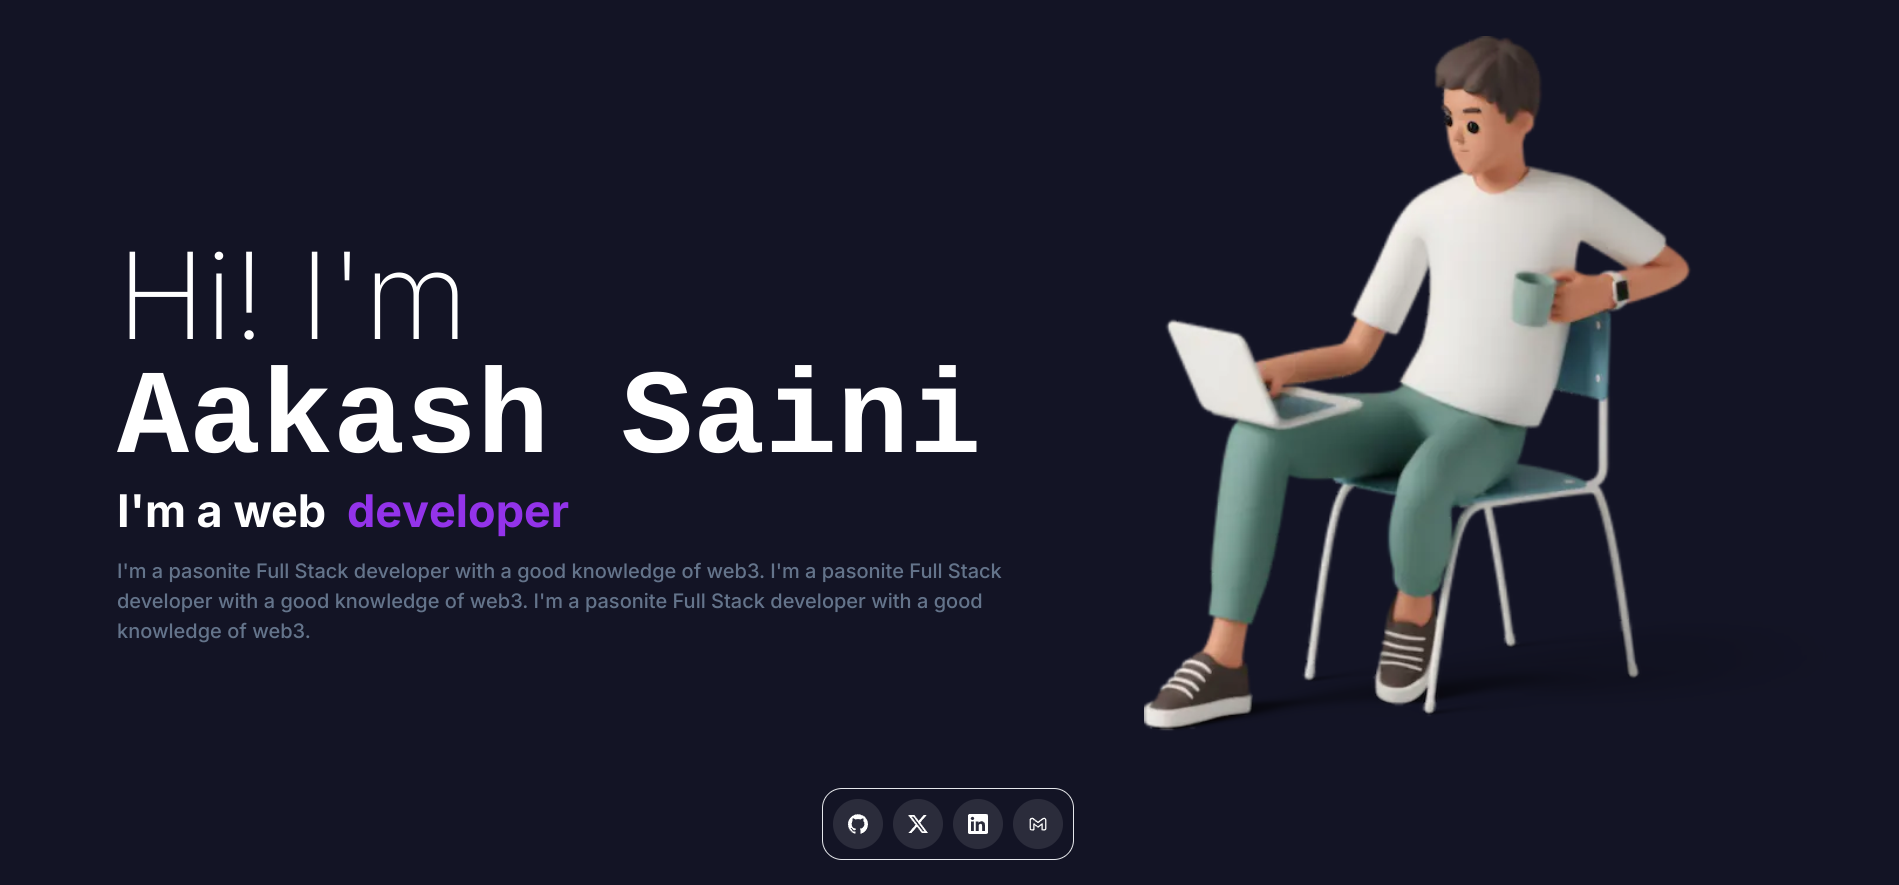 Hi! I'm
Aakash Saini
I'm a web developer
I'm a pasonite Full Stack developer with a good knowledge of web3. I'm a pasonite Full Stack
developer with a good knowledge of web3. I'm a pasonite Full Stack developer with a good
knowledge of web3.